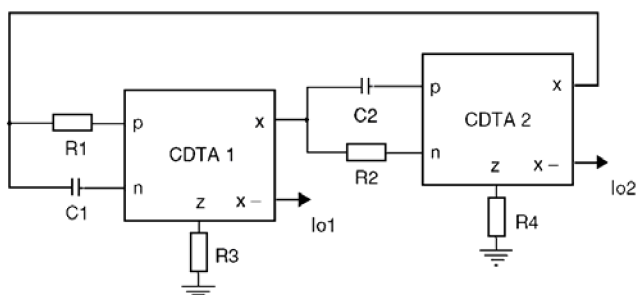 R1
C1
p
n
CDTA 1
x
x –
z
Io1
R3
C2
R2
p
n
CDTA 2
x
x –
z
Io2
R4